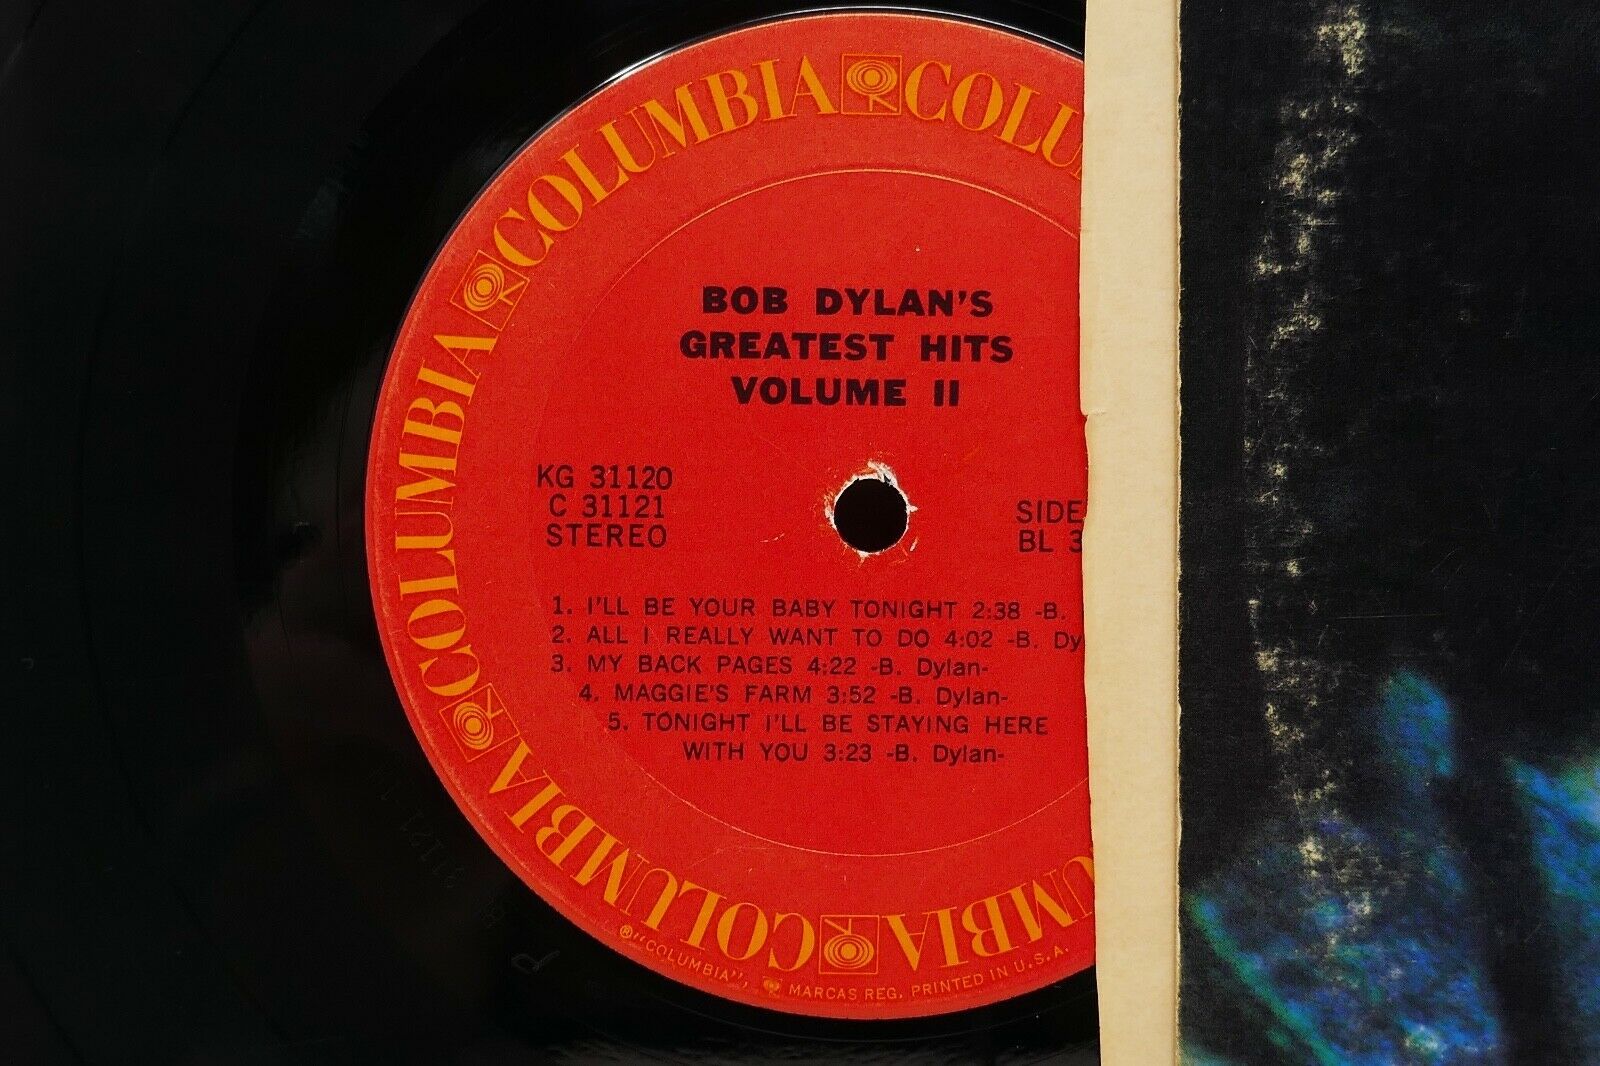 COLUMBIA COLU
COLUMBIA
COLUMBIA
COLUMBIA
UMBIA
BOB DYLAN'S
GREATEST HITS
VOLUME II
KG 31120
C 31121
STEREO
SIDE
BL 3
1. I'LL BE YOUR BABY TONIGHT 2:38 -B.
2. ALL I REALLY WANT TO DO 4:02 -B. Dy
3. MY BACK PAGES 4:22 -B. Dylan-
4. MAGGIE'S FARM 3:52 -B. Dylan-
5. TONIGHT I'LL BE STAYING HERE
WITH YOU 3:23 -B. Dylan-
®"COLUMBIA", MARCAS REG. PRINTED IN U.S.A.